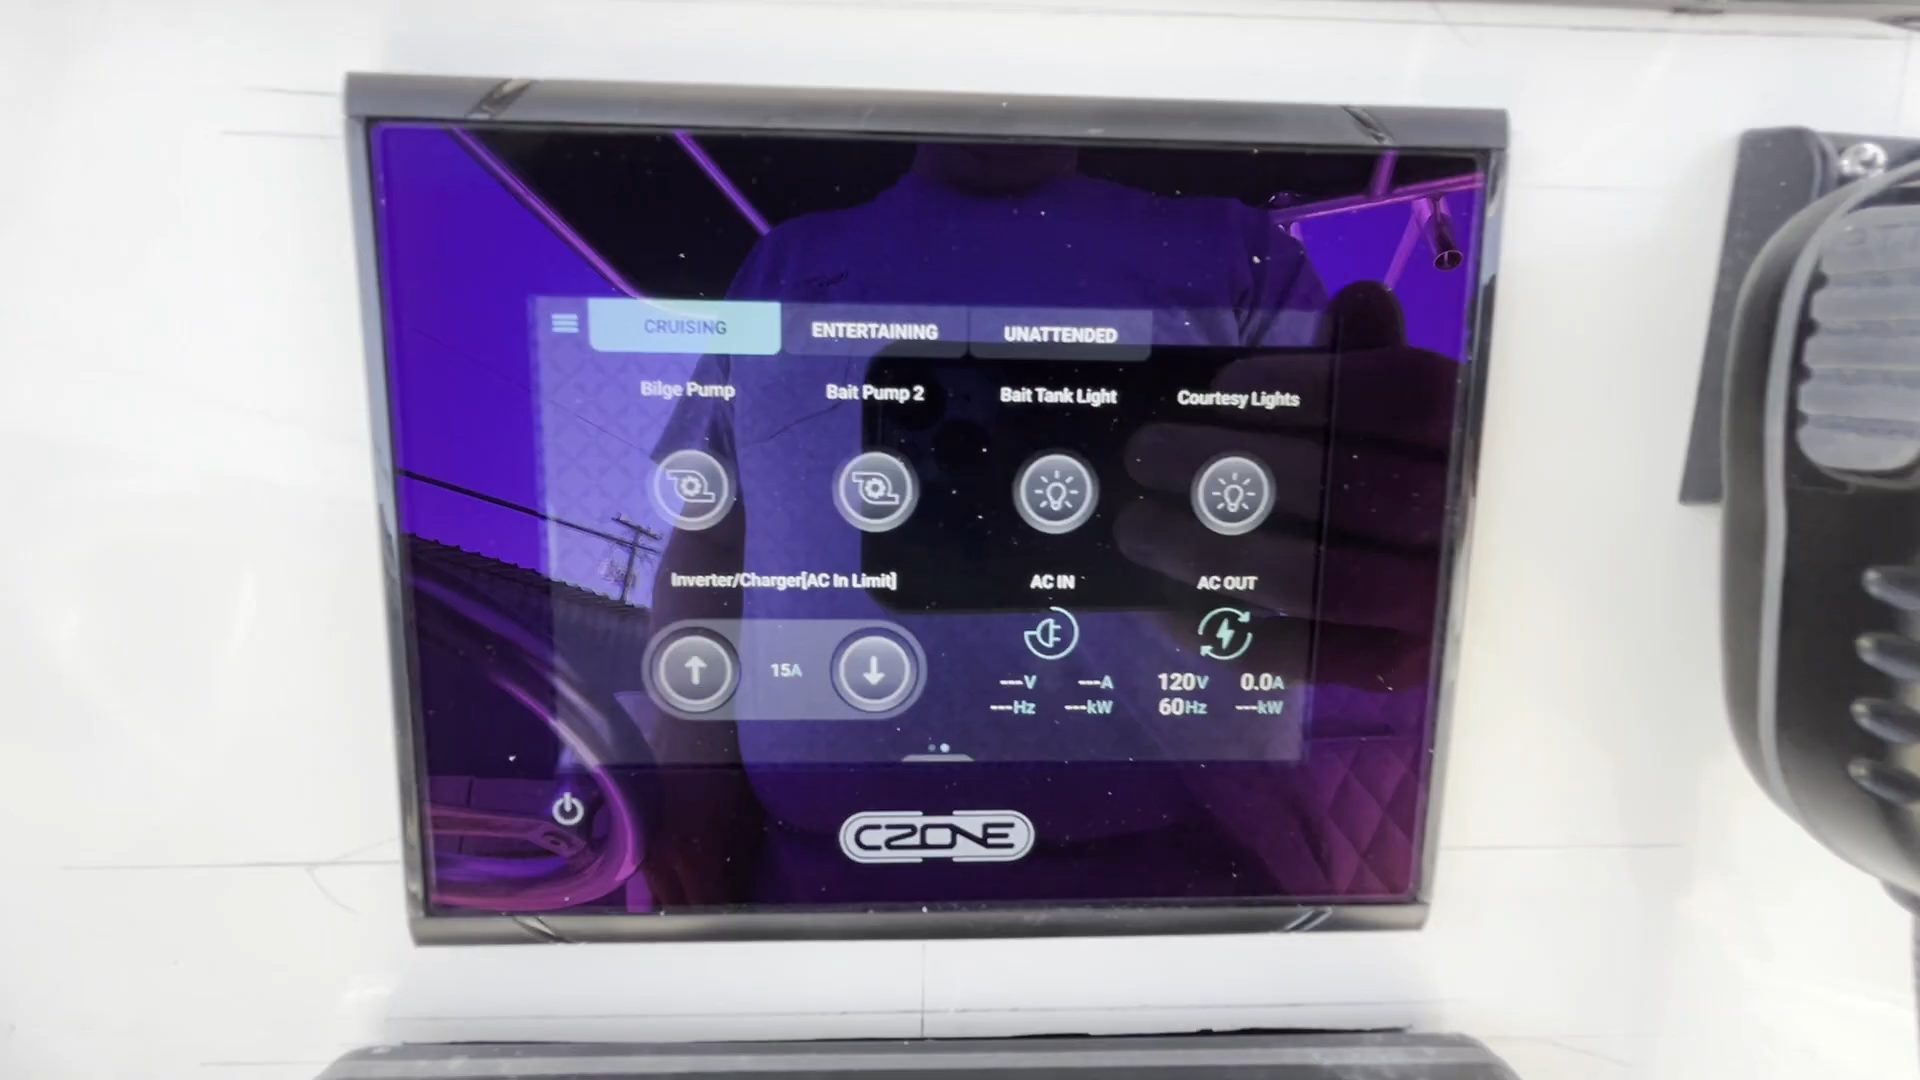 CRUISING ENTERTAINING UNATTENDED
Bilge Pump Bait Pump 2 Bait Tank Light Courtesy Lights
Inverter/Charger[AC In Limit] AC IN AC OUT
15A
---V ---A 120V 0.0A
---Hz ---kW 60Hz ---kW
CZONE